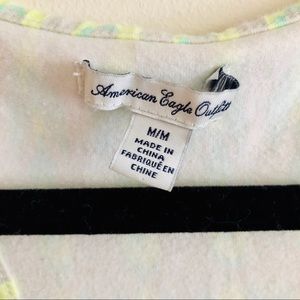 American Eagle Outfitters
M/M
MADE IN
CHINA
FABRIQUÉ EN
CHINE